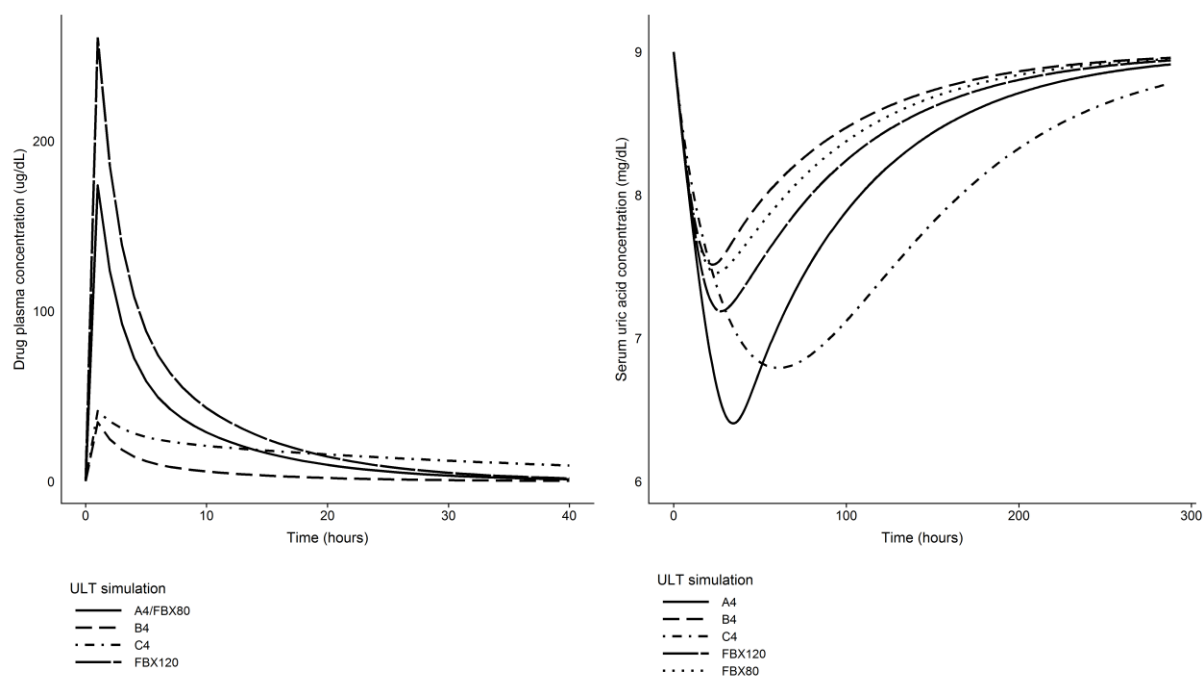 Drug plasma concentration (ug/dL)
200
100
0
0
10
20
30
40
Time (hours)
ULT simulation
A4/FBX80
B4
C4
FBX120
Serum uric acid concentration (mg/dL)
9
8
7
6
0
100
200
300
Time (hours)
ULT simulation
A4
B4
C4
FBX120
FBX80